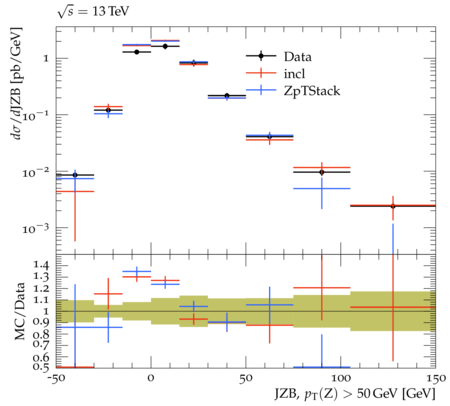 √s = 13 TeV
dσ/dJZB [pb/GeV]
1
10⁻¹
10⁻²
10⁻³
Data
incl
ZpTStack
MC/Data
1.4
1.3
1.2
1.1
1
0.9
0.8
0.7
0.6
0.5
-50 0 50 100 150
JZB, pT(Z) > 50 GeV [GeV]